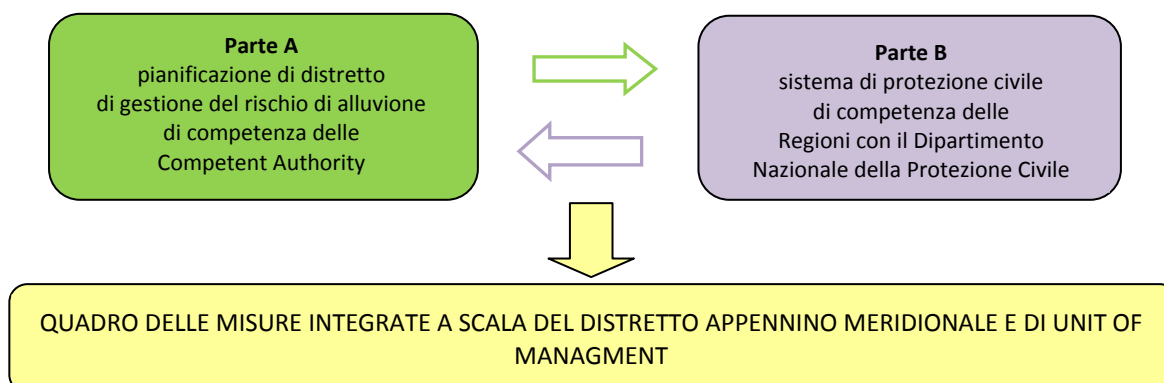 Parte A
pianificazione di distretto
di gestione del rischio di alluvione
di competenza delle
Competent Authority
Parte B
sistema di protezione civile
di competenza delle
Regioni con il Dipartimento
Nazionale della Protezione Civile
QUADRO DELLE MISURE INTEGRATE A SCALA DEL DISTRETTO APPENNINO MERIDIONALE E DI UNIT OF
MANAGMENT